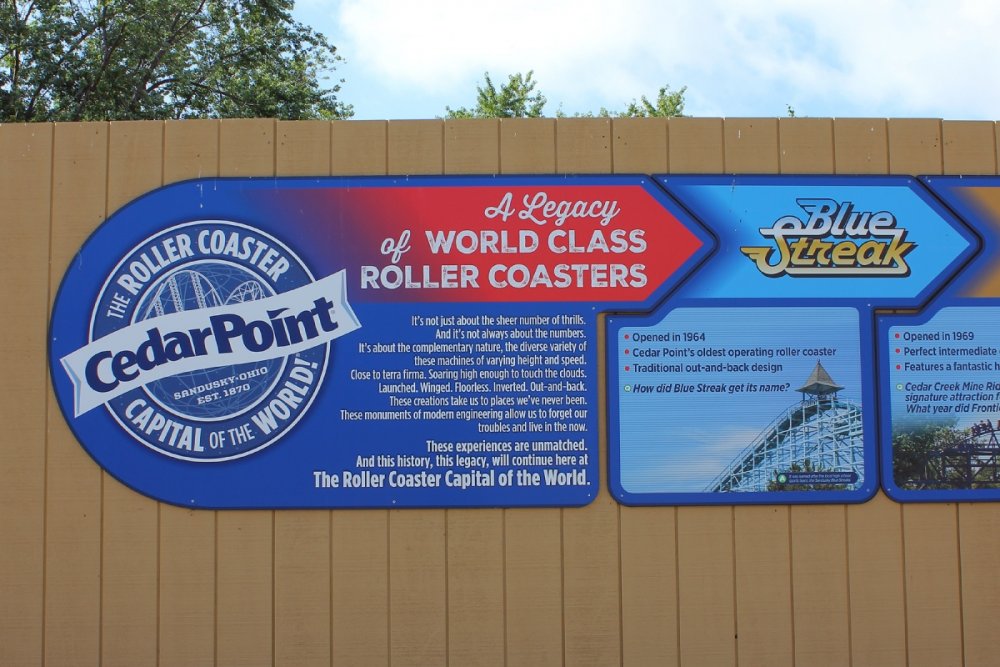 THE ROLLER COASTER
CedarPoint
SANDUSKY·OHIO
EST. 1870
CAPITAL OF THE WORLD!
A Legacy
of WORLD CLASS
ROLLER COASTERS
It's not just about the sheer number of thrills.
And it's not always about the numbers.
It's about the complementary nature, the diverse variety of
these machines of varying height and speed.
Close to terra firma. Soaring high enough to touch the clouds.
Launched. Winged. Floorless. Inverted. Out-and-back.
These creations take us to places we've never been.
These monuments of modern engineering allow us to forget our
troubles and live in the now.
These experiences are unmatched.
And this history, this legacy, will continue here at
The Roller Coaster Capital of the World.
Blue
Streak
• Opened in 1964
• Cedar Point's oldest operating roller coaster
• Traditional out-and-back design
How did Blue Streak get its name?
• Opened in 1969
• Perfect intermediate
• Features a fantastic h
Cedar Creek Mine Rid
signature attraction f
What year did Fronti